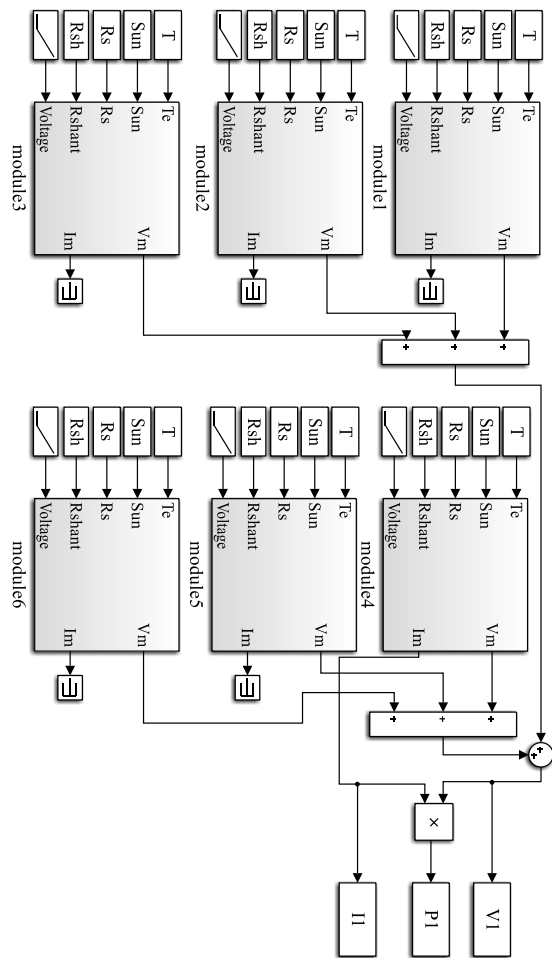 T
Sun
Rs
Rsh
Te
Sun
Rs
Rshant
Voltage
Vm
Im
module1
T
Sun
Rs
Rsh
Te
Sun
Rs
Rshant
Voltage
Vm
Im
module2
T
Sun
Rs
Rsh
Te
Sun
Rs
Rshant
Voltage
Vm
Im
module3
+
+
+
T
Sun
Rs
Rsh
Te
Sun
Rs
Rshant
Voltage
Vm
Im
module4
T
Sun
Rs
Rsh
Te
Sun
Rs
Rshant
Voltage
Vm
Im
module5
T
Sun
Rs
Rsh
Te
Sun
Rs
Rshant
Voltage
Vm
Im
module6
+
+
+
+
+
×
V1
P1
I1